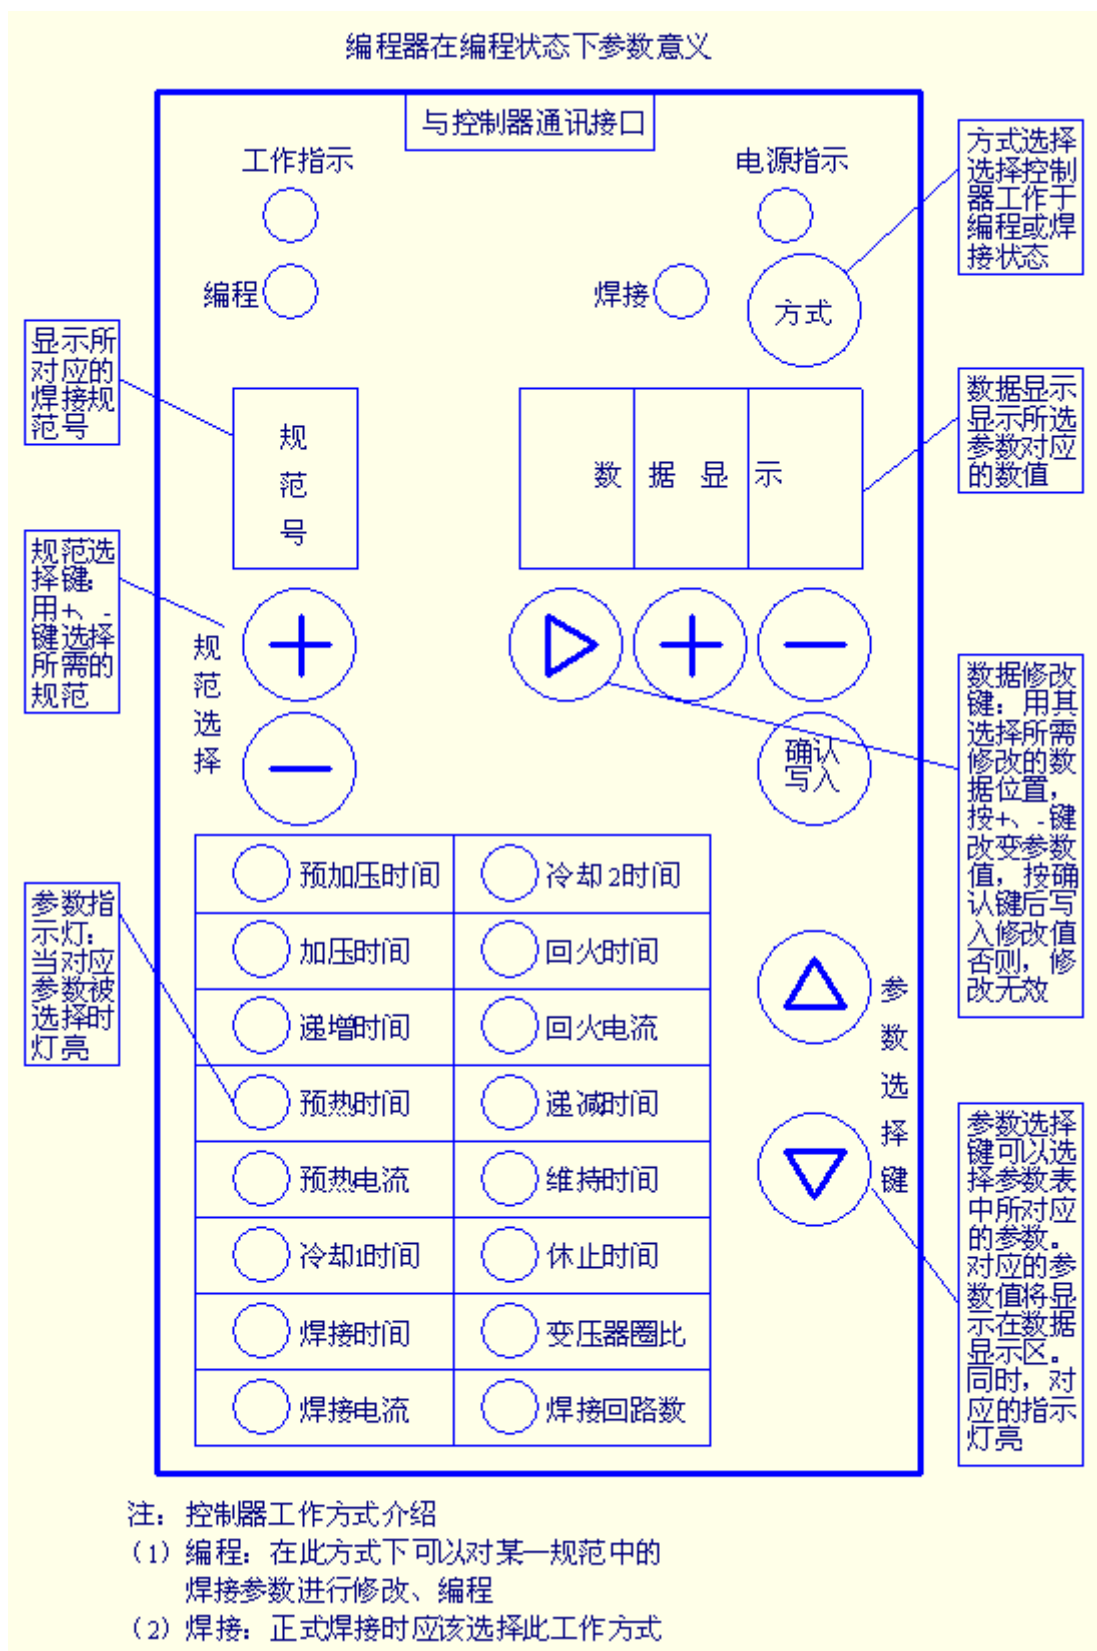 编程器在编程状态下参数意义
与控制器通讯接口
工作指示
电源指示
编程
焊接
方式
方式选择
选择控制
器工作于
编程或焊
接状态
显示所
对应的
焊接规
范号
规
范
号
数据显示
数据显示
显示所选
参数对应
的数值
规范选
择键:
用+、-
键选择
所需的
规范
规
范
选
择
确认
写入
数据修改
键：用其
选择所需
修改的数
据位置，
按+、-键
改变参数
值，按确
认键后写
入修改值
否则，修
改无效
参数指
示灯：
当对应
参数被
选择时
灯亮
预加压时间
冷却2时间
加压时间
回火时间
递增时间
回火电流
预热时间
递减时间
预热电流
维持时间
冷却1时间
休止时间
焊接时间
变压器圈比
焊接电流
焊接回路数
参
数
选
择
键
参数选择
键可以选
择参数表
中所对应
的参数。
对应的参
数值将显
示在数据
显示区。
同时，对
应的指示
灯亮
注：控制器工作方式介绍
（1）编程：在此方式下可以对某一规范中的
焊接参数进行修改、编程
（2）焊接：正式焊接时应该选择此工作方式